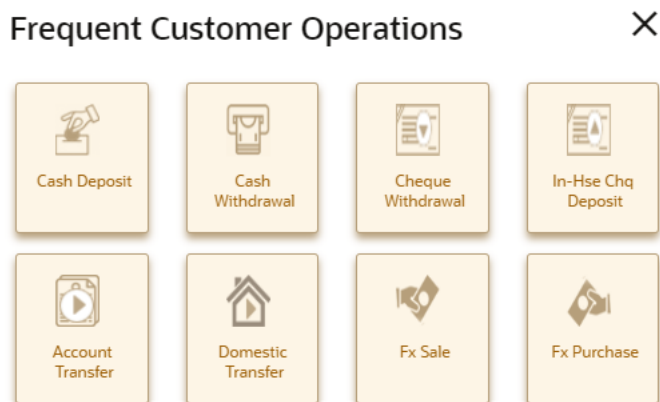 Frequent Customer Operations
Cash Deposit
Cash
Withdrawal
Cheque
Withdrawal
In-Hse Chq
Deposit
Account
Transfer
Domestic
Transfer
Fx Sale
Fx Purchase